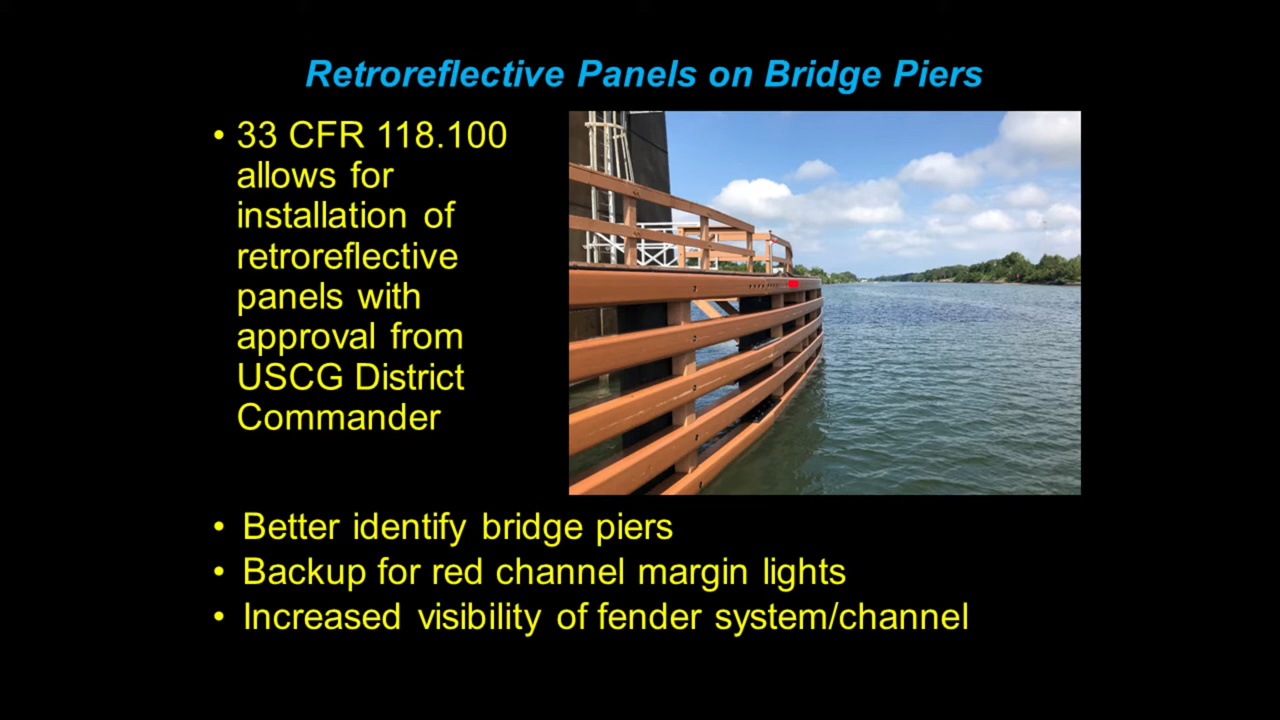 Retroreflective Panels on Bridge Piers
• 33 CFR 118.100
allows for
installation of
retroreflective
panels with
approval from
USCG District
Commander
• Better identify bridge piers
• Backup for red channel margin lights
• Increased visibility of fender system/channel